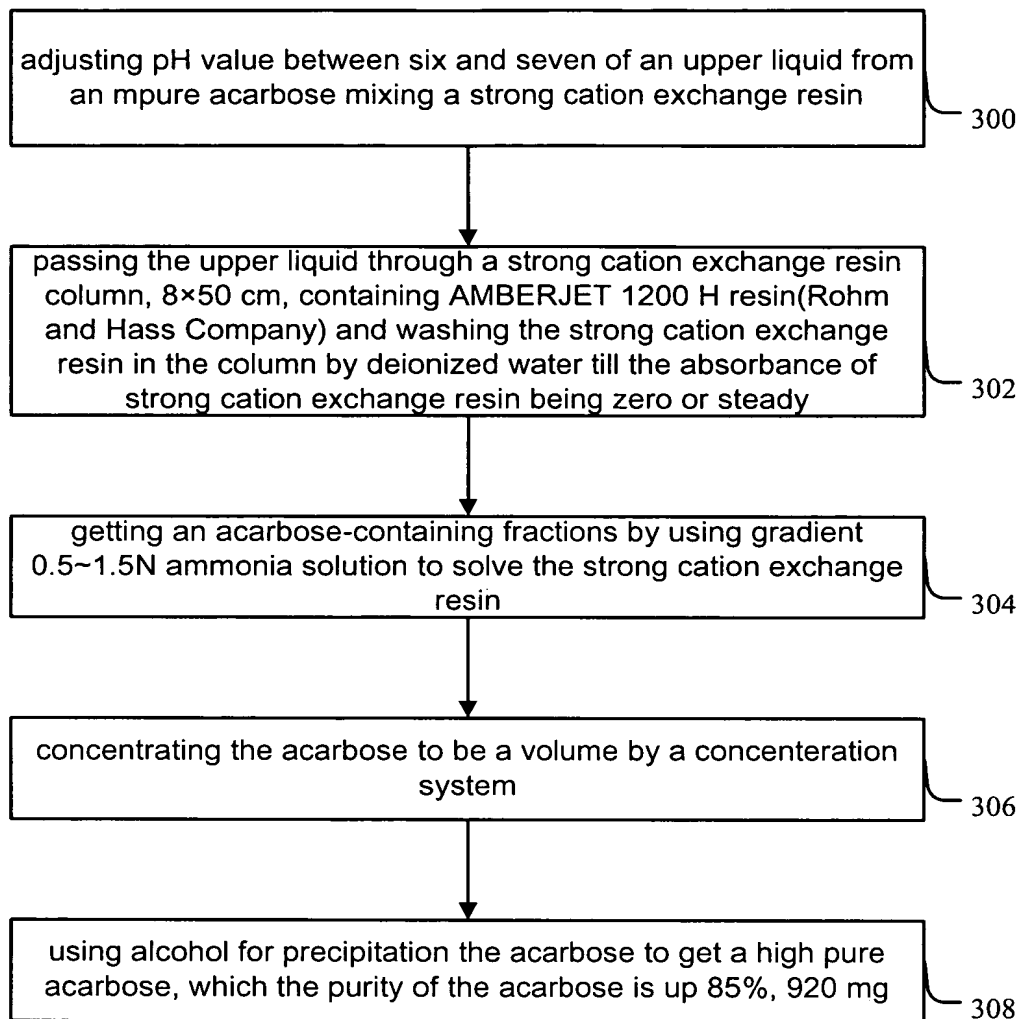 adjusting pH value between six and seven of an upper liquid from
an mpure acarbose mixing a strong cation exchange resin
300
passing the upper liquid through a strong cation exchange resin
column, 8×50 cm, containing AMBERJET 1200 H resin(Rohm
and Hass Company) and washing the strong cation exchange
resin in the column by deionized water till the absorbance of
strong cation exchange resin being zero or steady
302
getting an acarbose-containing fractions by using gradient
0.5~1.5N ammonia solution to solve the strong cation exchange
resin
304
concentrating the acarbose to be a volume by a conceneration
system
306
using alcohol for precipitation the acarbose to get a high pure
acarbose, which the purity of the acarbose is up 85%, 920 mg
308